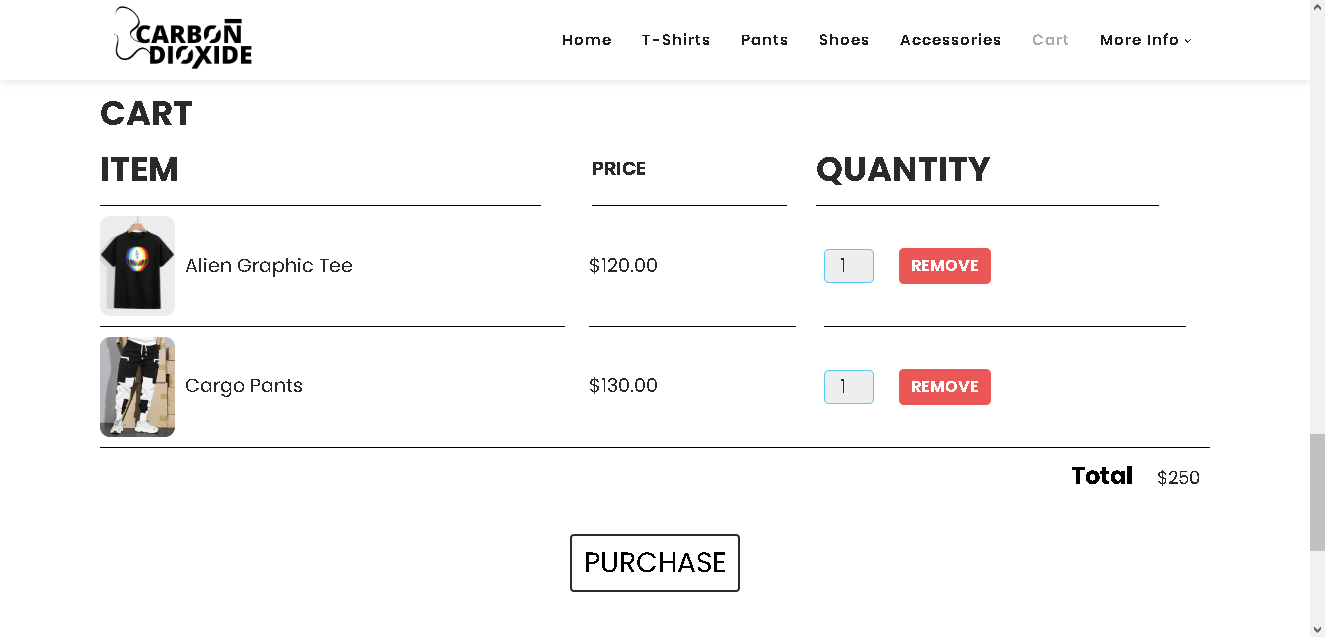 CARBON
DIOXIDE
Home T-Shirts Pants Shoes Accessories Cart More Info
CART
ITEM PRICE QUANTITY
Alien Graphic Tee $120.00 1 REMOVE
Cargo Pants $130.00 1 REMOVE
Total $250
PURCHASE